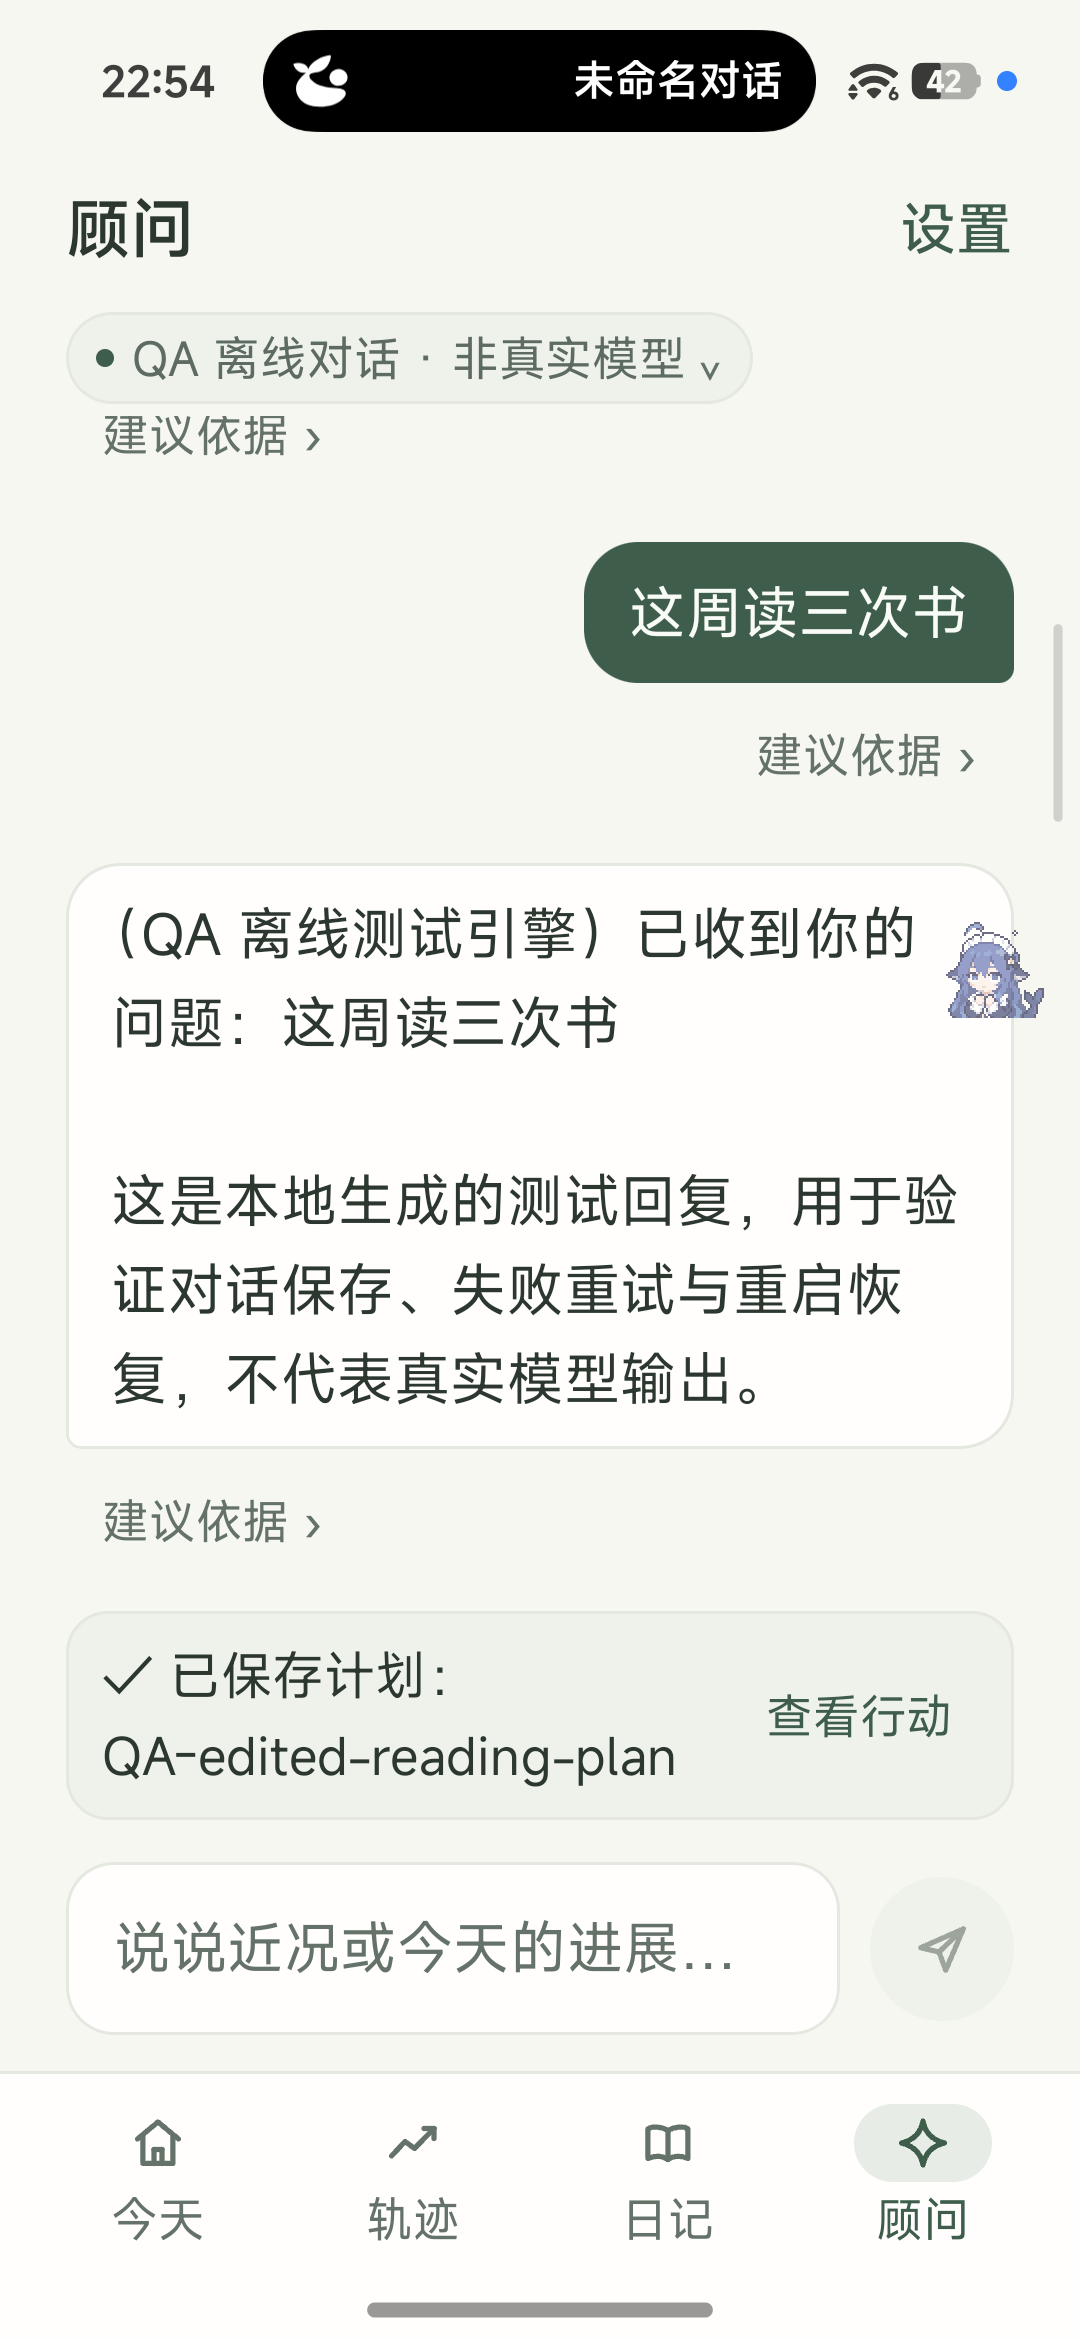 22:54
未命名对话
6
42
顾问
设置
QA 离线对话 · 非真实模型
建议依据 ›
这周读三次书
建议依据 ›
（QA 离线测试引擎）已收到你的
问题：这周读三次书
这是本地生成的测试回复，用于验
证对话保存、失败重试与重启恢
复，不代表真实模型输出。
建议依据 ›
✓ 已保存计划：
QA-edited-reading-plan
查看行动
说说近况或今天的进展...
今天
轨迹
日记
顾问